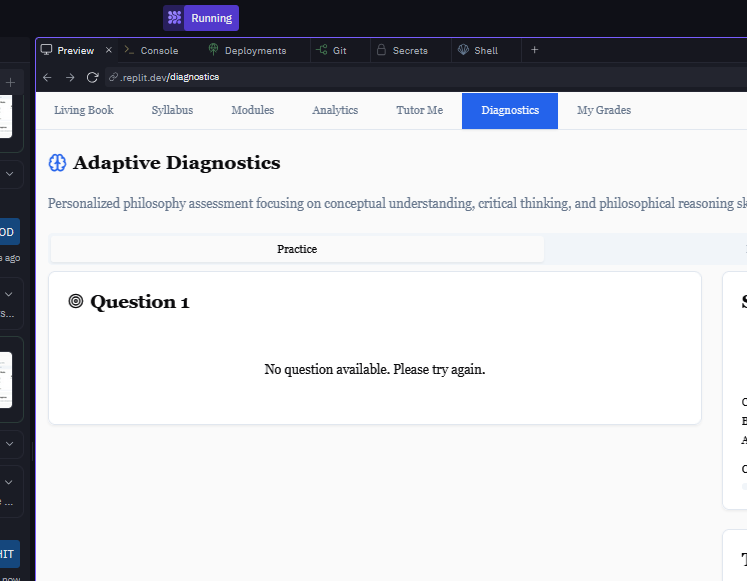 Running
Preview
Console
Deployments
Git
Secrets
Shell
.replit.dev/diagnostics
Living Book
Syllabus
Modules
Analytics
Tutor Me
Diagnostics
My Grades
Adaptive Diagnostics
Personalized philosophy assessment focusing on conceptual understanding, critical thinking, and philosophical reasoning sk
Practice
Question 1
No question available. Please try again.
OD
s ago
s...
HIT
now